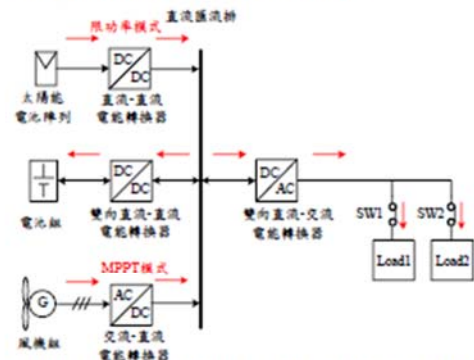 限功率模式
直流匯流排
DC
DC
太陽能
電池陣列
直流-直流
電能轉換器
DC
DC
電池組
雙向直流-直流
電能轉換器
DC
AC
雙向直流-交流
電能轉換器
SW1
SW2
Load1
Load2
MPPT模式
G
AC
DC
風機組
交流-直流
電能轉換器